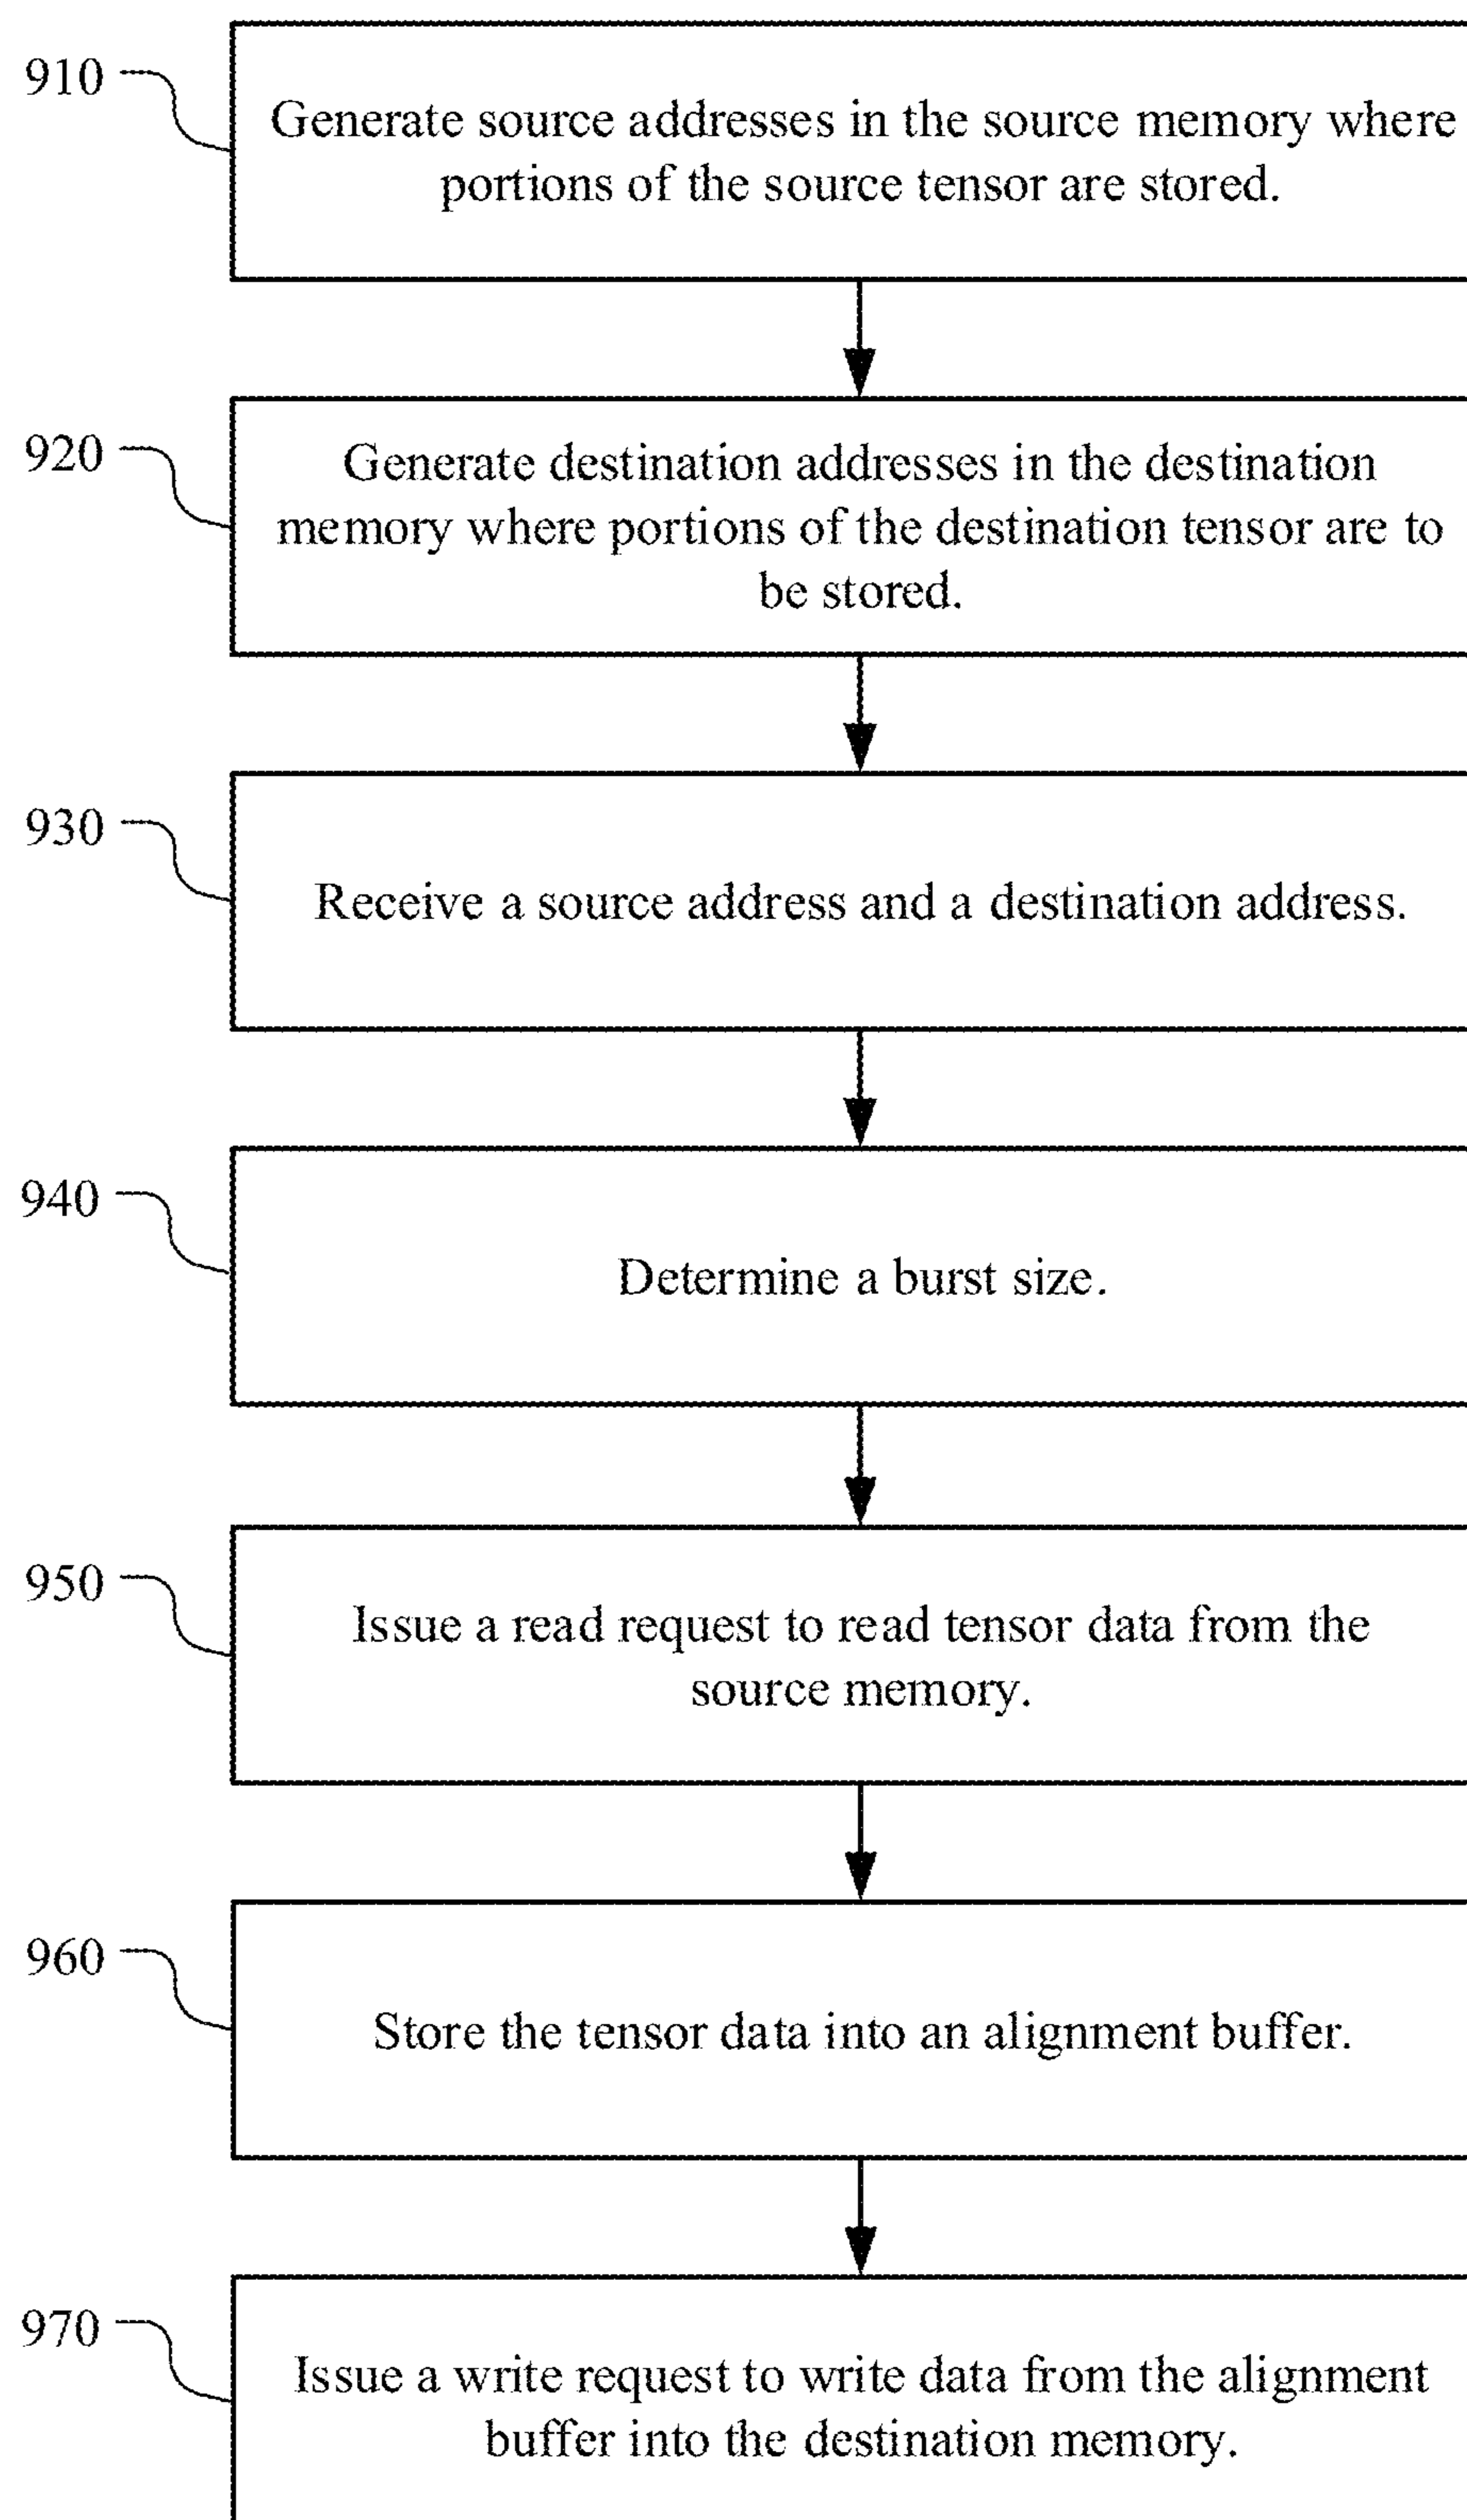 910
Generate source addresses in the source memory where
portions of the source tensor are stored.
920
Generate destination addresses in the destination
memory where portions of the destination tensor are to
be stored.
930
Receive a source address and a destination address.
940
Determine a burst size.
950
Issue a read request to read tensor data from the
source memory.
960
Store the tensor data into an alignment buffer.
970
Issue a write request to write data from the alignment
buffer into the destination memory.